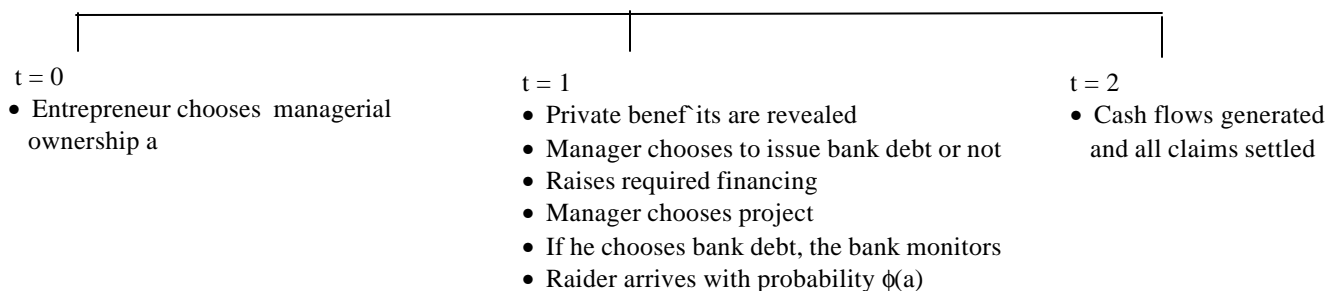 t = 0
• Entrepreneur chooses managerial
ownership a
t = 1
• Private benef`its are revealed
• Manager chooses to issue bank debt or not
• Raises required financing
• Manager chooses project
• If he chooses bank debt, the bank monitors
• Raider arrives with probability ϕ(a)
t = 2
• Cash flows generated
and all claims settled